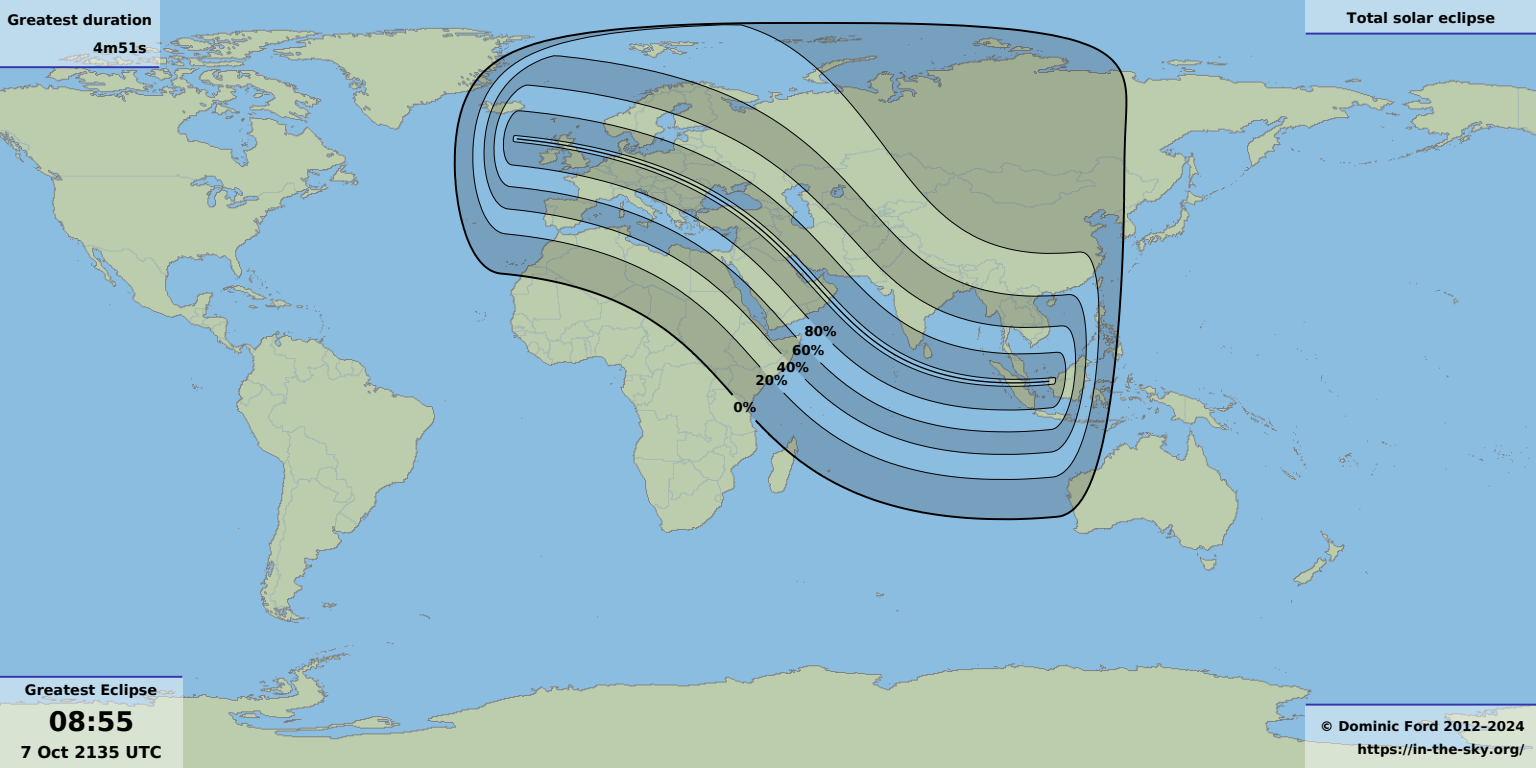 Greatest duration
4m51s
Total solar eclipse
80%
60%
40%
20%
0%
Greatest Eclipse
08:55
7 Oct 2135 UTC
© Dominic Ford 2012–2024
https://in-the-sky.org/